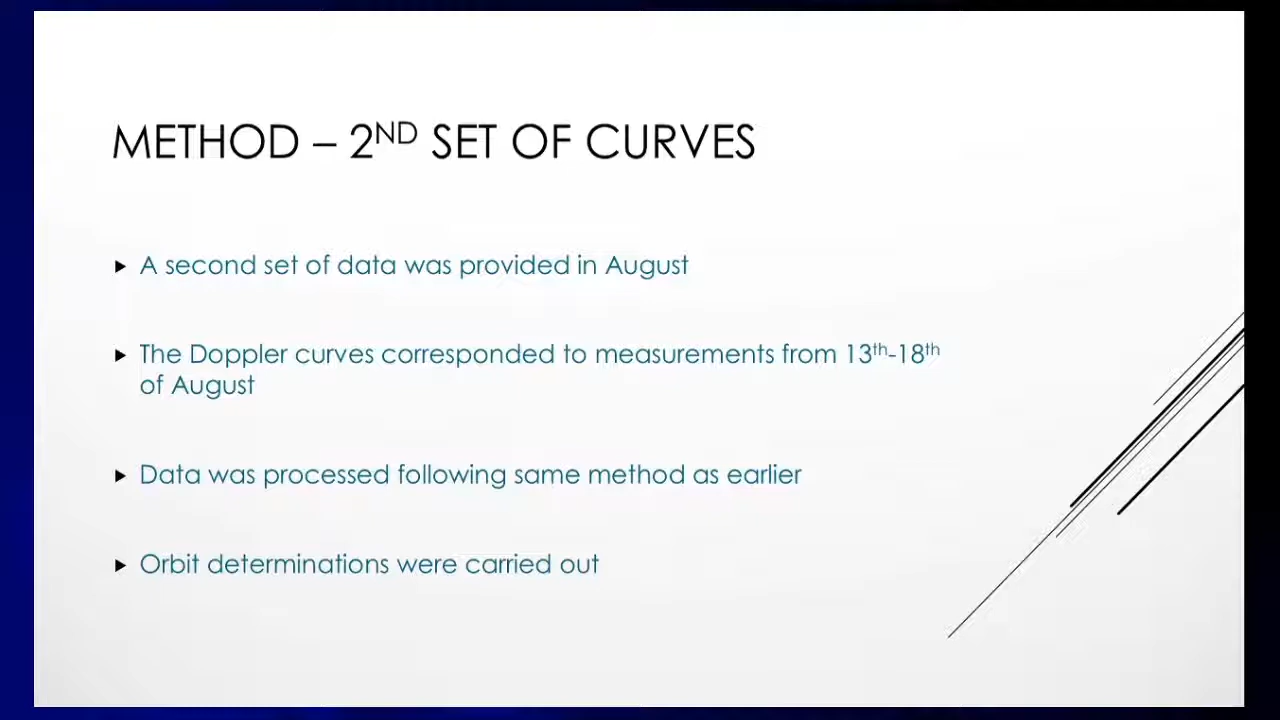 METHOD – 2ND SET OF CURVES
A second set of data was provided in August
The Doppler curves corresponded to measurements from 13th-18th
of August
Data was processed following same method as earlier
Orbit determinations were carried out